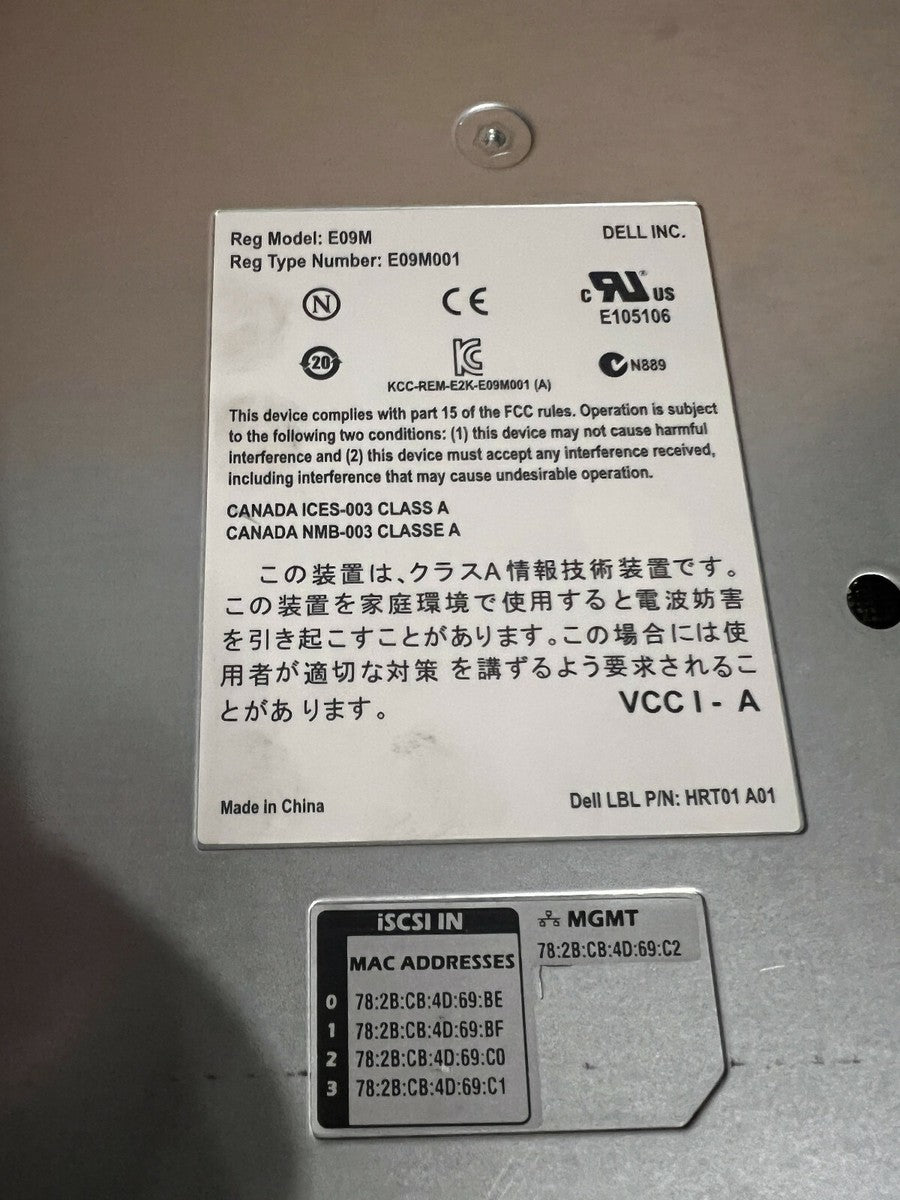 Reg Model: E09M
DELL INC.
Reg Type Number: E09M001
N
CE
c RU® US
E105106
20
KC
N889
KCC-REM-E2K-E09M001 (A)
This device complies with part 15 of the FCC rules. Operation is subject
to the following two conditions: (1) this device may not cause harmful
interference and (2) this device must accept any interference received,
including interference that may cause undesirable operation.
CANADA ICES-003 CLASS A
CANADA NMB-003 CLASSE A
この装置は、クラスA情報技術装置です。
この装置を家庭環境で使用すると電波妨害
を引き起こすことがあります。この場合には使
用者が適切な対策 を講ずるよう要求されるこ
とがあ ります。
VCC I - A
Made in China
Dell LBL P/N: HRT01 A01
iSCSI IN
MAC ADDRESSES
0 78:2B:CB:4D:69:BE
1 78:2B:CB:4D:69:BF
2 78:2B:CB:4D:69:C0
3 78:2B:CB:4D:69:C1
MGMT
78:2B:CB:4D:69:C2